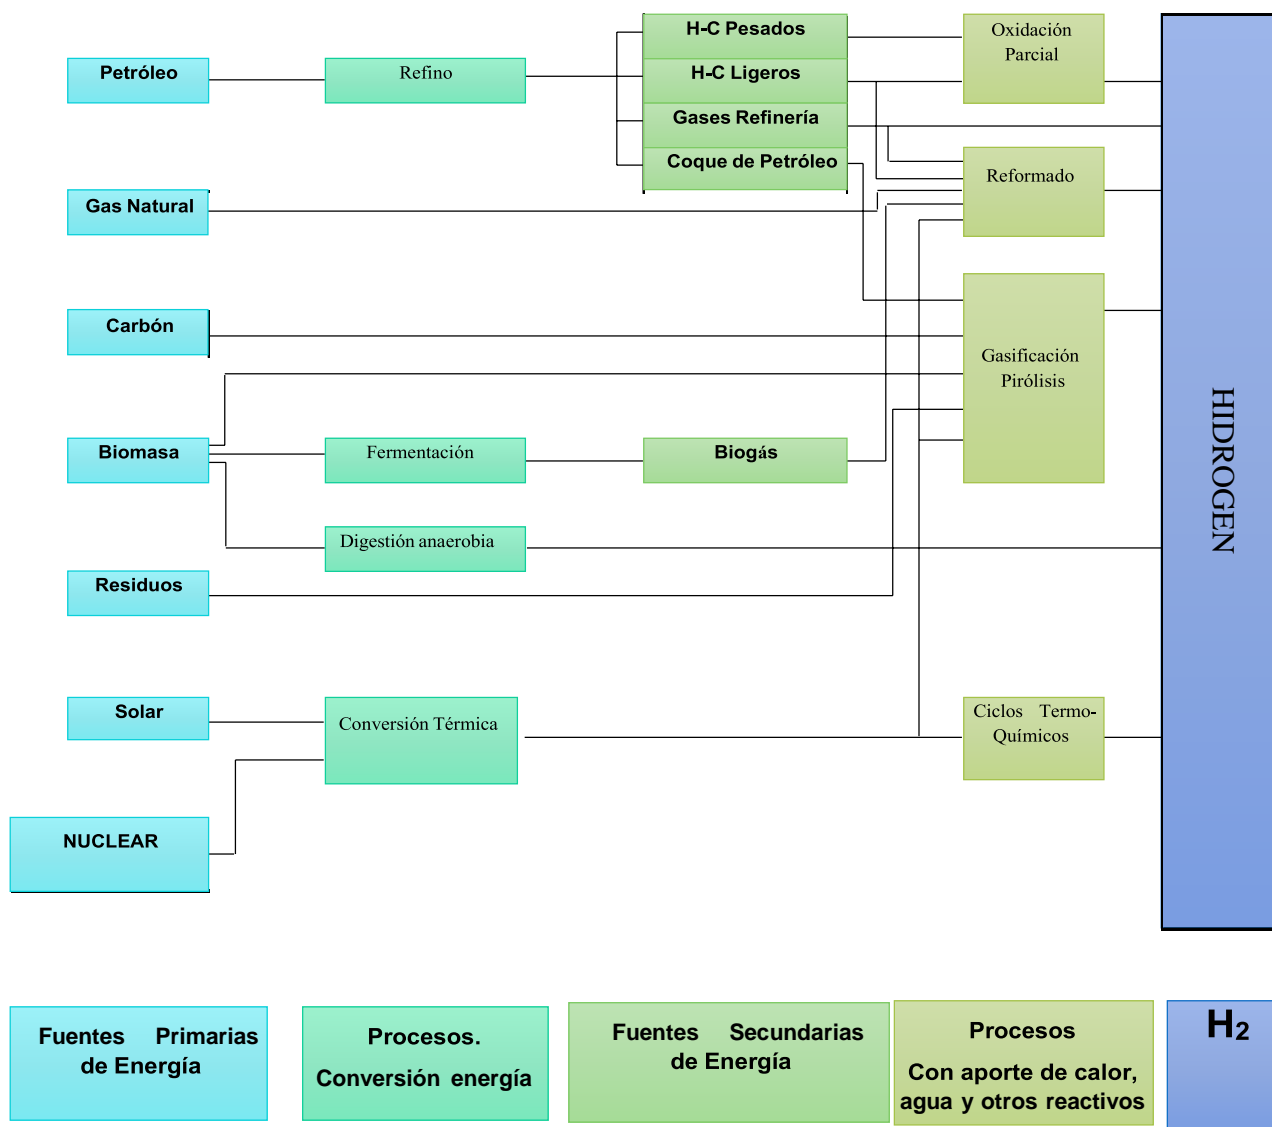 H-C Pesados
Oxidación
Parcial
Petróleo
Refino
H-C Ligeros
Gases Refinería
Coque de Petróleo
Reformado
Gas Natural
Carbón
Gasificación
Pirólisis
Biomasa
Fermentación
Biogás
Digestión anaerobia
Residuos
Solar
Conversión Térmica
Ciclos Termo-
Químicos
NUCLEAR
HIDROGEN
Fuentes Primarias
de Energía
Procesos.
Conversión energía
Fuentes Secundarias
de Energía
Procesos
Con aporte de calor,
agua y otros reactivos
H2